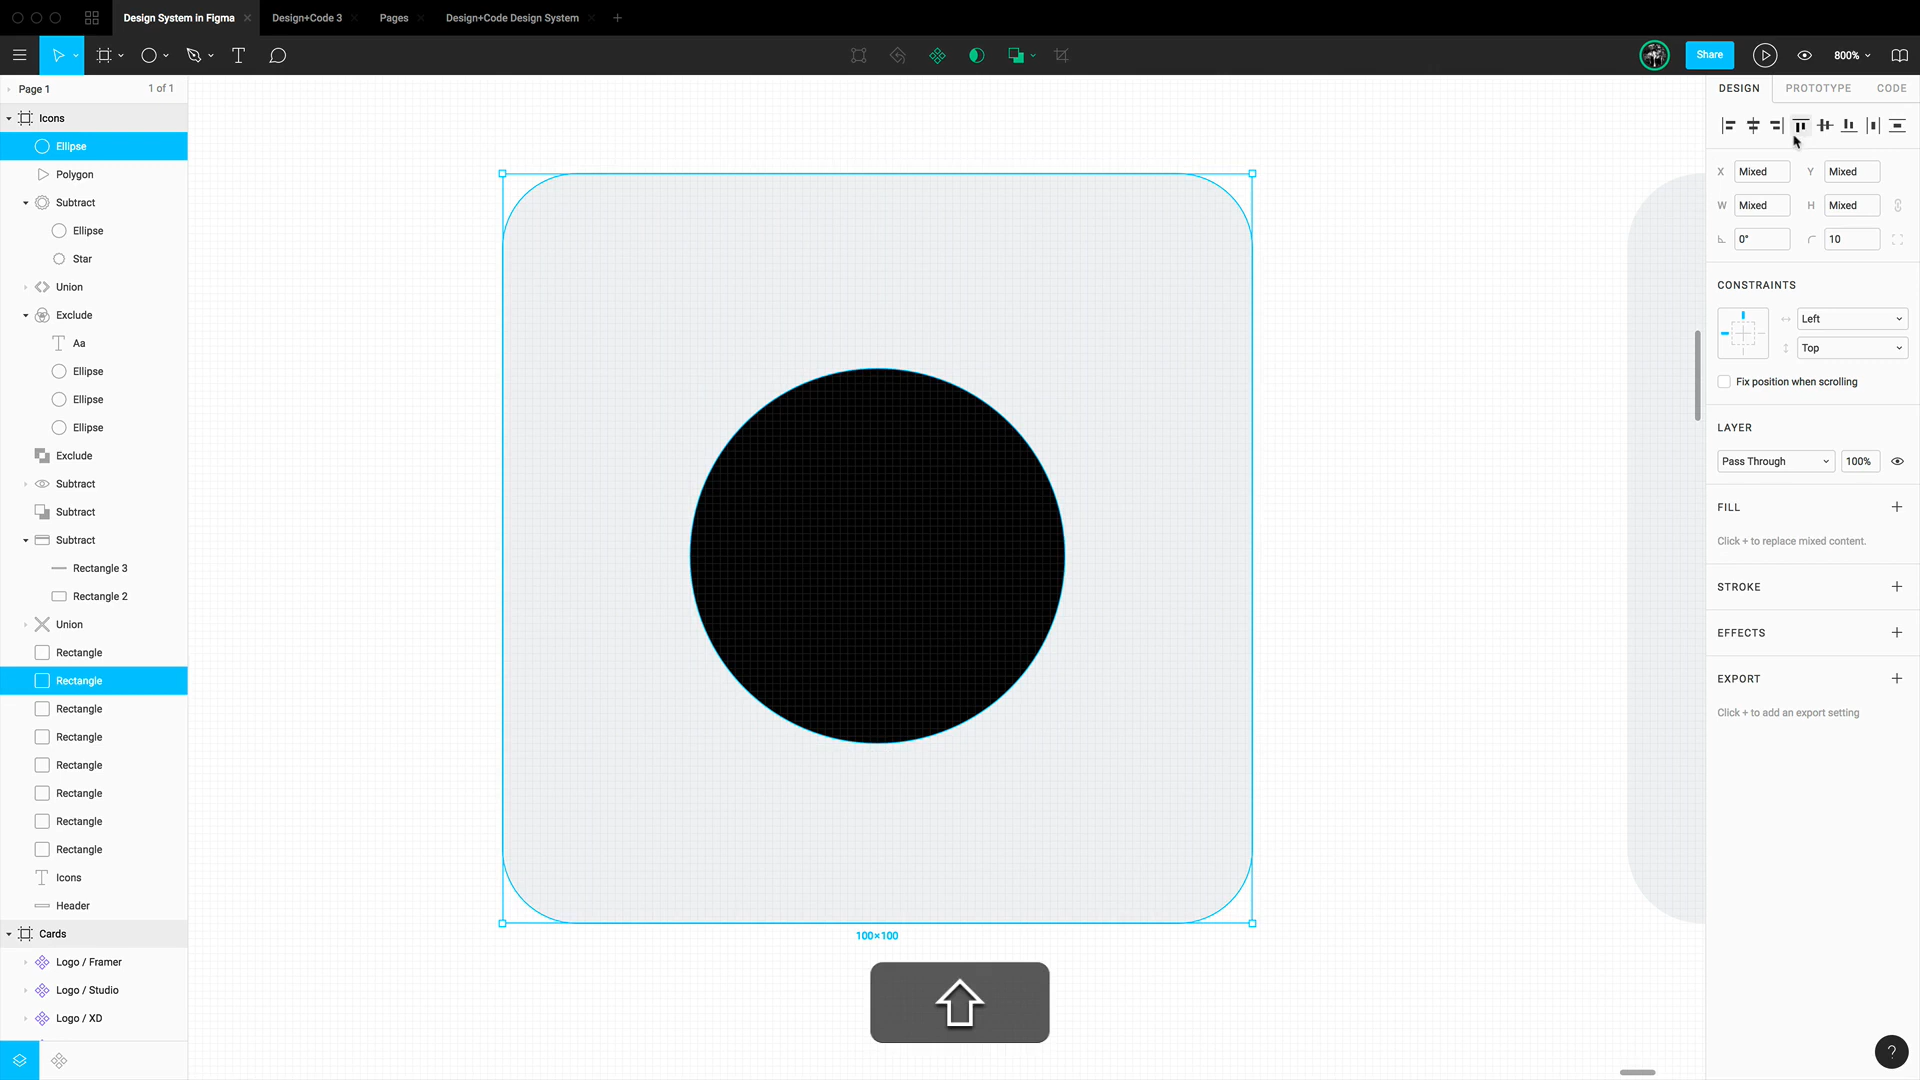 Design System in Figma
Design+Code 3
Pages
Design+Code Design System
Share
800%
Page 1
1 of 1
DESIGN
PROTOTYPE
CODE
Icons
Ellipse
Polygon
Subtract
Ellipse
Star
Union
Exclude
Aa
Ellipse
Ellipse
Ellipse
Exclude
Subtract
Subtract
Subtract
Rectangle 3
Rectangle 2
Union
Rectangle
Rectangle
Rectangle
Rectangle
Rectangle
Rectangle
Rectangle
Rectangle
Icons
Header
Cards
Logo / Framer
Logo / Studio
Logo / XD
100×100
X Mixed Y Mixed
W Mixed H Mixed
0° 10
CONSTRAINTS
Left
Top
Fix position when scrolling
LAYER
Pass Through 100%
FILL
Click + to replace mixed content.
STROKE
EFFECTS
EXPORT
Click + to add an export setting
?